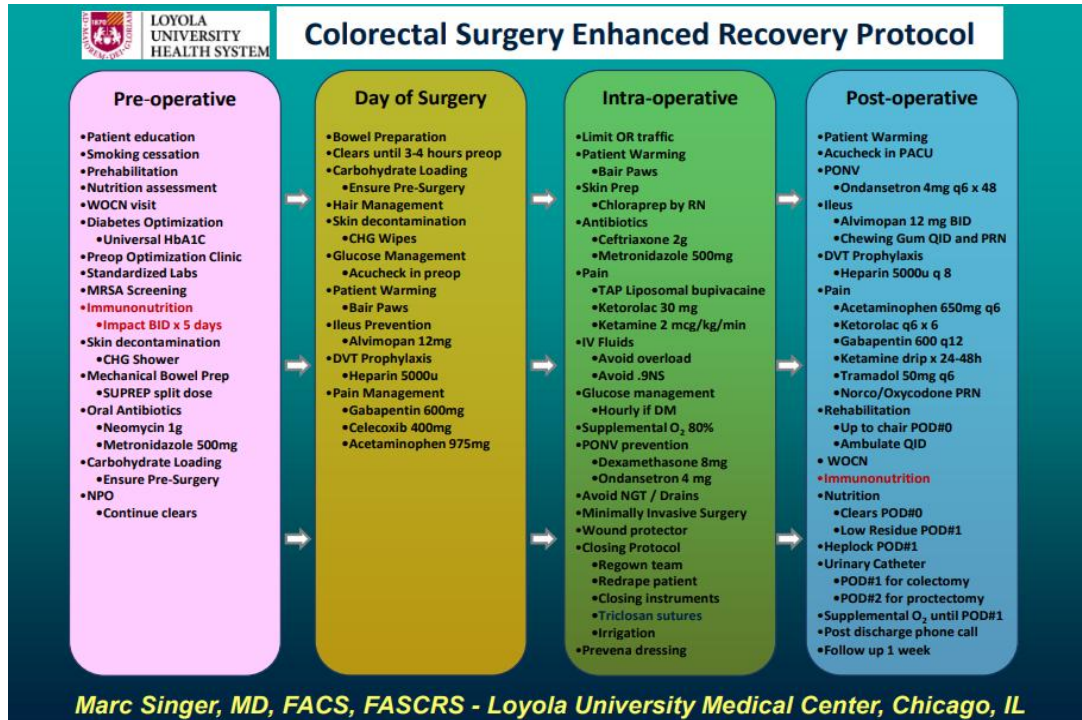 LOYOLA
UNIVERSITY
HEALTH SYSTEM
Colorectal Surgery Enhanced Recovery Protocol
Pre-operative
•Patient education
•Smoking cessation
•Prehabilitation
•Nutrition assessment
•WOCN visit
•Diabetes Optimization
•Universal HbA1C
•Preop Optimization Clinic
•Standardized Labs
•MRSA Screening
•Immunonutrition
•Impact BID x 5 days
•Skin decontamination
•CHG Shower
•Mechanical Bowel Prep
•SUPREP split dose
•Oral Antibiotics
•Neomycin 1g
•Metronidazole 500mg
•Carbohydrate Loading
•Ensure Pre-Surgery
•NPO
•Continue clears
Day of Surgery
•Bowel Preparation
•Clears until 3-4 hours preop
•Carbohydrate Loading
•Ensure Pre-Surgery
•Hair Management
•Skin decontamination
•CHG Wipes
•Glucose Management
•Acucheck in preop
•Patient Warming
•Bair Paws
•Ileus Prevention
•Alvimopan 12mg
•DVT Prophylaxis
•Heparin 5000u
•Pain Management
•Gabapentin 600mg
•Celecoxib 400mg
•Acetaminophen 975mg
Intra-operative
•Limit OR traffic
•Patient Warming
•Bair Paws
•Skin Prep
•Chloraprep by RN
•Antibiotics
•Ceftriaxone 2g
•Metronidazole 500mg
•Pain
•TAP Liposomal bupivacaine
•Ketorolac 30 mg
•Ketamine 2 mcg/kg/min
•IV Fluids
•Avoid overload
•Avoid .9NS
•Glucose management
•Hourly if DM
•Supplemental O₂ 80%
•PONV prevention
•Dexamethasone 8mg
•Ondansetron 4 mg
•Avoid NGT / Drains
•Minimally Invasive Surgery
•Wound protector
•Closing Protocol
•Regown team
•Redrape patient
•Closing instruments
•Triclosan sutures
•Irrigation
•Prevena dressing
Post-operative
•Patient Warming
•Acucheck in PACU
•PONV
•Ondansetron 4mg q6 x 48
•Ileus
•Alvimopan 12 mg BID
•Chewing Gum QID and PRN
•DVT Prophylaxis
•Heparin 5000u q 8
•Pain
•Acetaminophen 650mg q6
•Ketorolac q6 x 6
•Gabapentin 600 q12
•Ketamine drip x 24-48h
•Tramadol 50mg q6
•Norco/Oxycodone PRN
•Rehabilitation
•Up to chair POD#0
•Ambulate QID
• WOCN
•Immunonutrition
•Nutrition
•Clears POD#0
•Low Residue POD#1
•Heplock POD#1
•Urinary Catheter
•POD#1 for colectomy
•POD#2 for proctectomy
•Supplemental O₂ until POD#1
•Post discharge phone call
•Follow up 1 week
Marc Singer, MD, FACS, FASCRS - Loyola University Medical Center, Chicago, IL